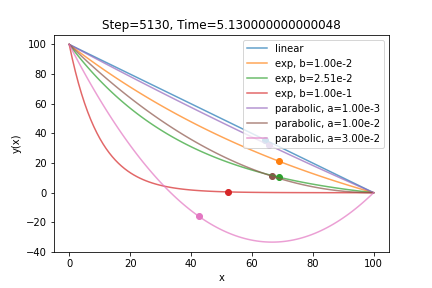 Step=5130, Time=5.130000000000048
linear
exp, b=1.00e-2
exp, b=2.51e-2
exp, b=1.00e-1
parabolic, a=1.00e-3
parabolic, a=1.00e-2
parabolic, a=3.00e-2
y(x)
100
80
60
40
20
0
−20
−40
0 20 40 60 80 100
x